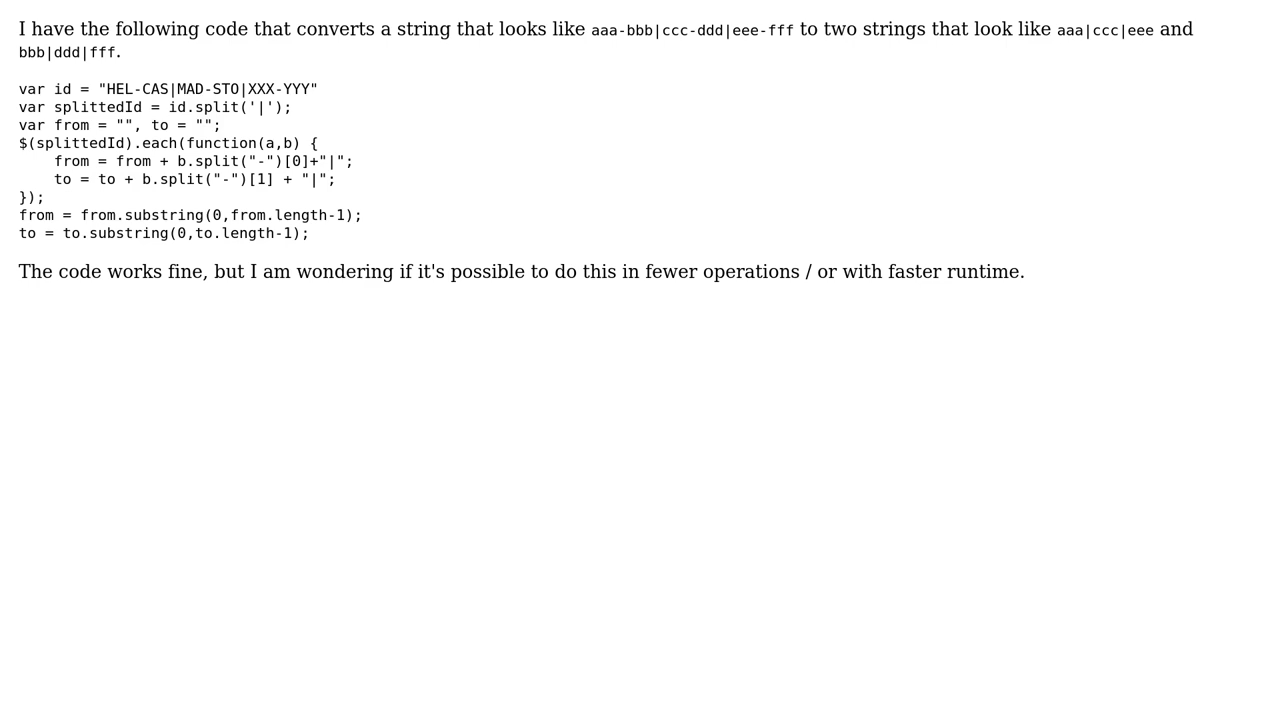 I have the following code that converts a string that looks like aaa-bbb|ccc-ddd|eee-fff to two strings that look like aaa|ccc|eee and
bbb|ddd|fff.
var id = "HEL-CAS|MAD-STO|XXX-YYY"
var splittedId = id.split('|');
var from = "", to = "";
$(splittedId).each(function(a,b) {
    from = from + b.split("-")[0]+"|";
    to = to + b.split("-")[1] + "|";
});
from = from.substring(0,from.length-1);
to = to.substring(0,to.length-1);
The code works fine, but I am wondering if it's possible to do this in fewer operations / or with faster runtime.